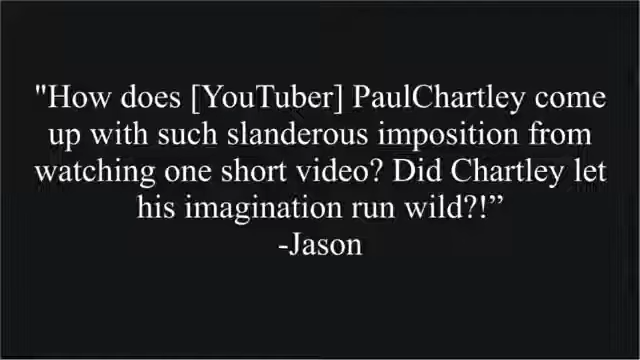 "How does [YouTuber] PaulChartley come
up with such slanderous imposition from
watching one short video? Did Chartley let
his imagination run wild?!”
-Jason